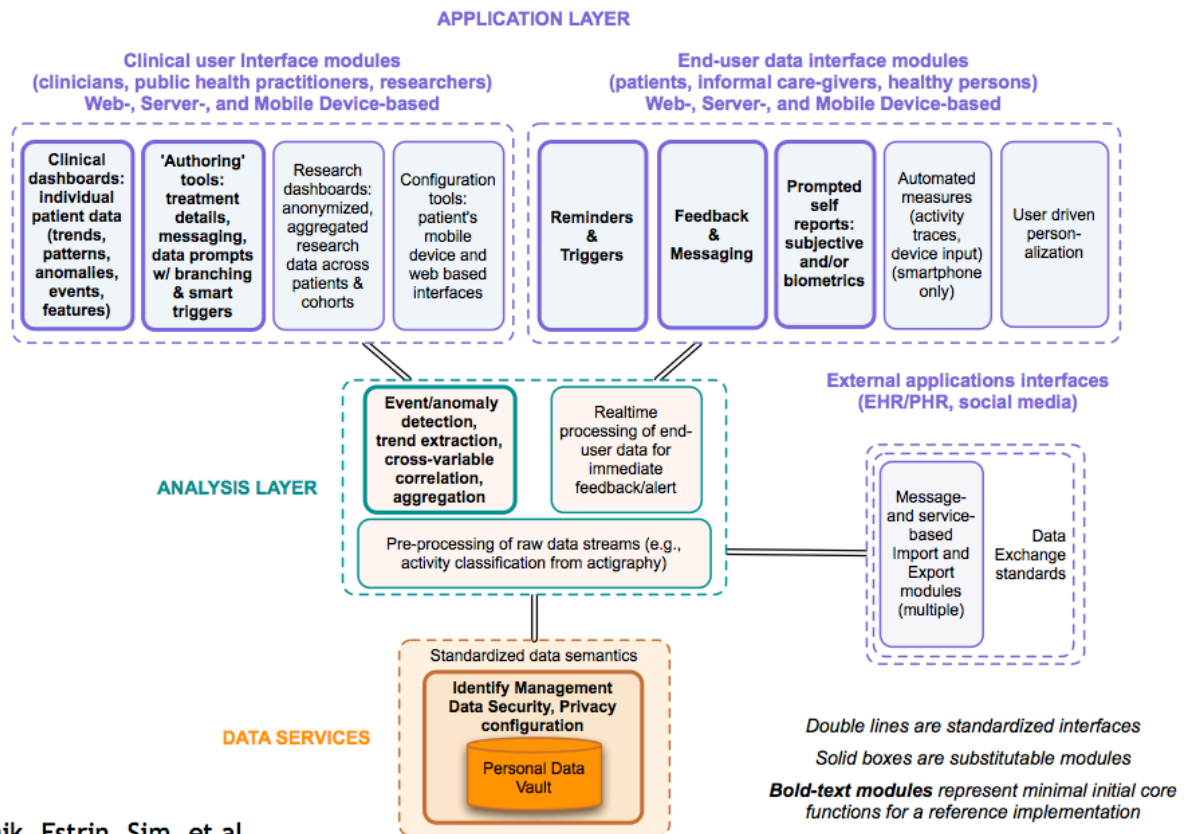 APPLICATION LAYER
Clinical user Interface modules
(clinicians, public health practitioners, researchers)
Web-, Server-, and Mobile Device-based
End-user data interface modules
(patients, informal care-givers, healthy persons)
Web-, Server-, and Mobile Device-based
Clinical
dashboards:
individual
patient data
(trends,
patterns,
anomalies,
events,
features)
'Authoring'
tools:
treatment
details,
messaging,
data prompts
w/ branching
& smart
triggers
Research
dashboards:
anonymized,
aggregated
research
data across
patients &
cohorts
Configuration
tools:
patient's
mobile
device and
web based
interfaces
Reminders
&
Triggers
Feedback
&
Messaging
Prompted
self
reports:
subjective
and/or
biometrics
Automated
measures
(activity
traces,
device input)
(smartphone
only)
User driven
person-
alization
ANALYSIS LAYER
Event/anomaly
detection,
trend extraction,
cross-variable
correlation,
aggregation
Realtime
processing of end-
user data for
immediate
feedback/alert
Pre-processing of raw data streams (e.g.,
activity classification from actigraphy)
External applications interfaces
(EHR/PHR, social media)
Message-
and service-
based
Import and
Export
modules
(multiple)
Data
Exchange
standards
DATA SERVICES
Standardized data semantics
Identify Management
Data Security, Privacy
configuration
Personal Data
Vault
Double lines are standardized interfaces
Solid boxes are substitutable modules
Bold-text modules represent minimal initial core
functions for a reference implementation
Estrin, Sim, et al